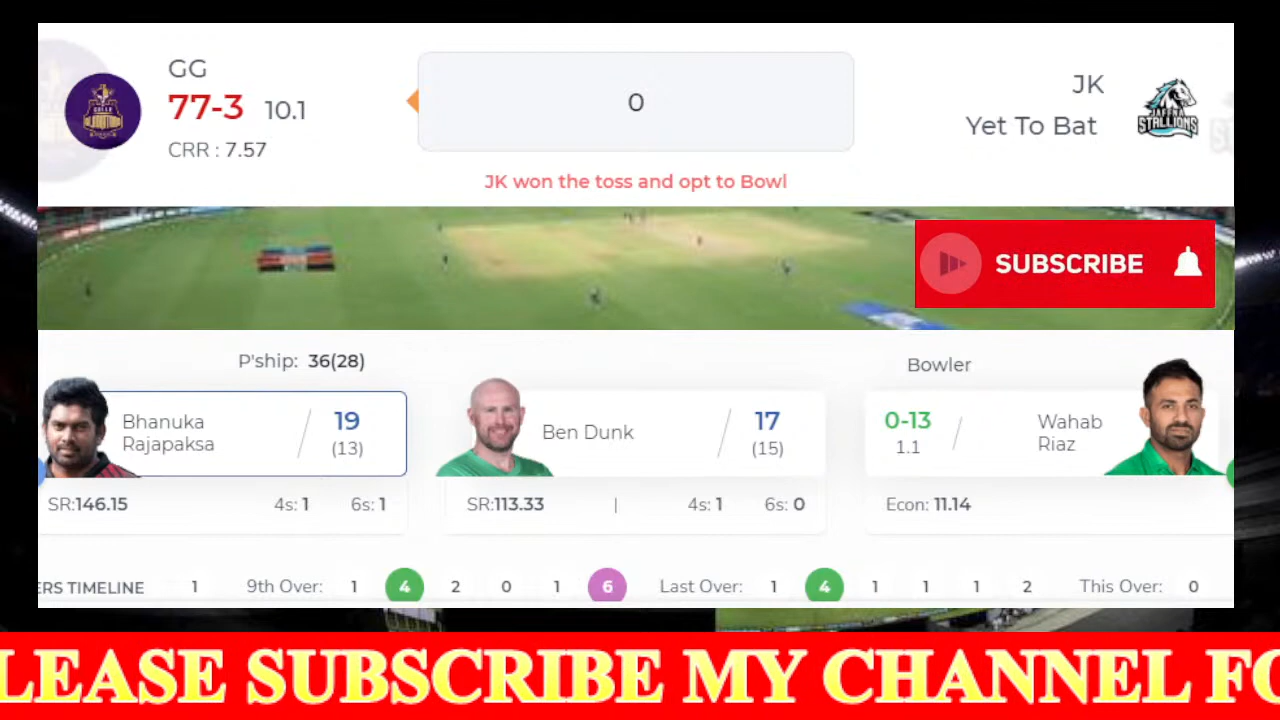 GG
77-3 10.1
CRR : 7.57
0
JK
Yet To Bat
JAFFNA
STALLIONS
GALLE
GLADIATORS
JK won the toss and opt to Bowl
SUBSCRIBE
P'ship: 36(28)
Bowler
Bhanuka
Rajapaksa
19
(13)
Ben Dunk
17
(15)
0-13
1.1
Wahab
Riaz
SR:146.15 4s: 1 6s: 1
SR:113.33 | 4s: 1 6s: 0
Econ: 11.14
ERS TIMELINE 1 9th Over: 1 4 2 0 1 6 Last Over: 1 4 1 1 1 2 This Over: 0
LEASE SUBSCRIBE MY CHANNEL FO